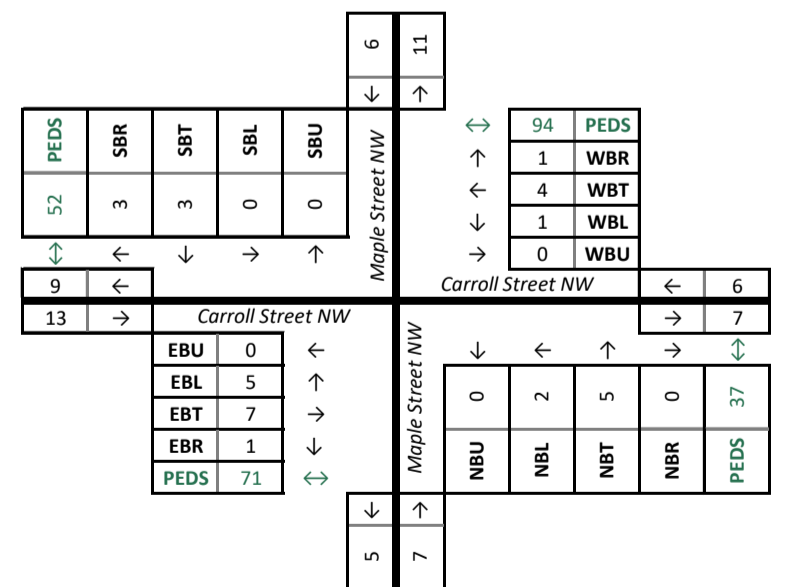 6 11
↓ ↑
PEDS SBR SBT SBL SBU
52 3 3 0 0
↕ ← ↓ → ↑
Maple Street NW
↔ 94 PEDS
↑ 1 WBR
← 4 WBT
↓ 1 WBL
→ 0 WBU
9 ←
Carroll Street NW
← 6
13 →
Carroll Street NW
→ 7
EBU 0 ←
EBL 5 ↑
EBT 7 →
EBR 1 ↓
PEDS 71 ↔
Maple Street NW
↓ ← ↑ → ↕
0 2 5 0 37
NBU NBL NBT NBR PEDS
↓ ↑
5 7